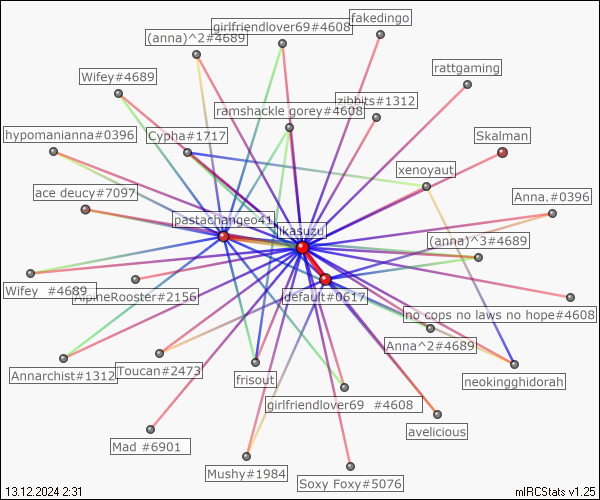 fakedingo
girlfriendlover69#4608
(anna)^2#4689
rattgaming
Wifey#4689
zibbits#1312
ramshackle gorey#4608
hypomanianna#0396
Cypha#1717
Skalman
xenoyaut
ace deucy#7097
Anna.#0396
pastachangeo41
likasuzu
(anna)^3#4689
Wifey #4689
AlpineRooster#2156
default#0617
no cops no laws no hope#4608
Anna^2#4689
Annarchist#1312
Toucan#2473
frisout
neokingghidorah
girlfriendlover69 #4608
avelicious
Mad #6901
Mushy#1984
Soxy Foxy#5076
13.12.2024 2:31
mIRCStats v1.25